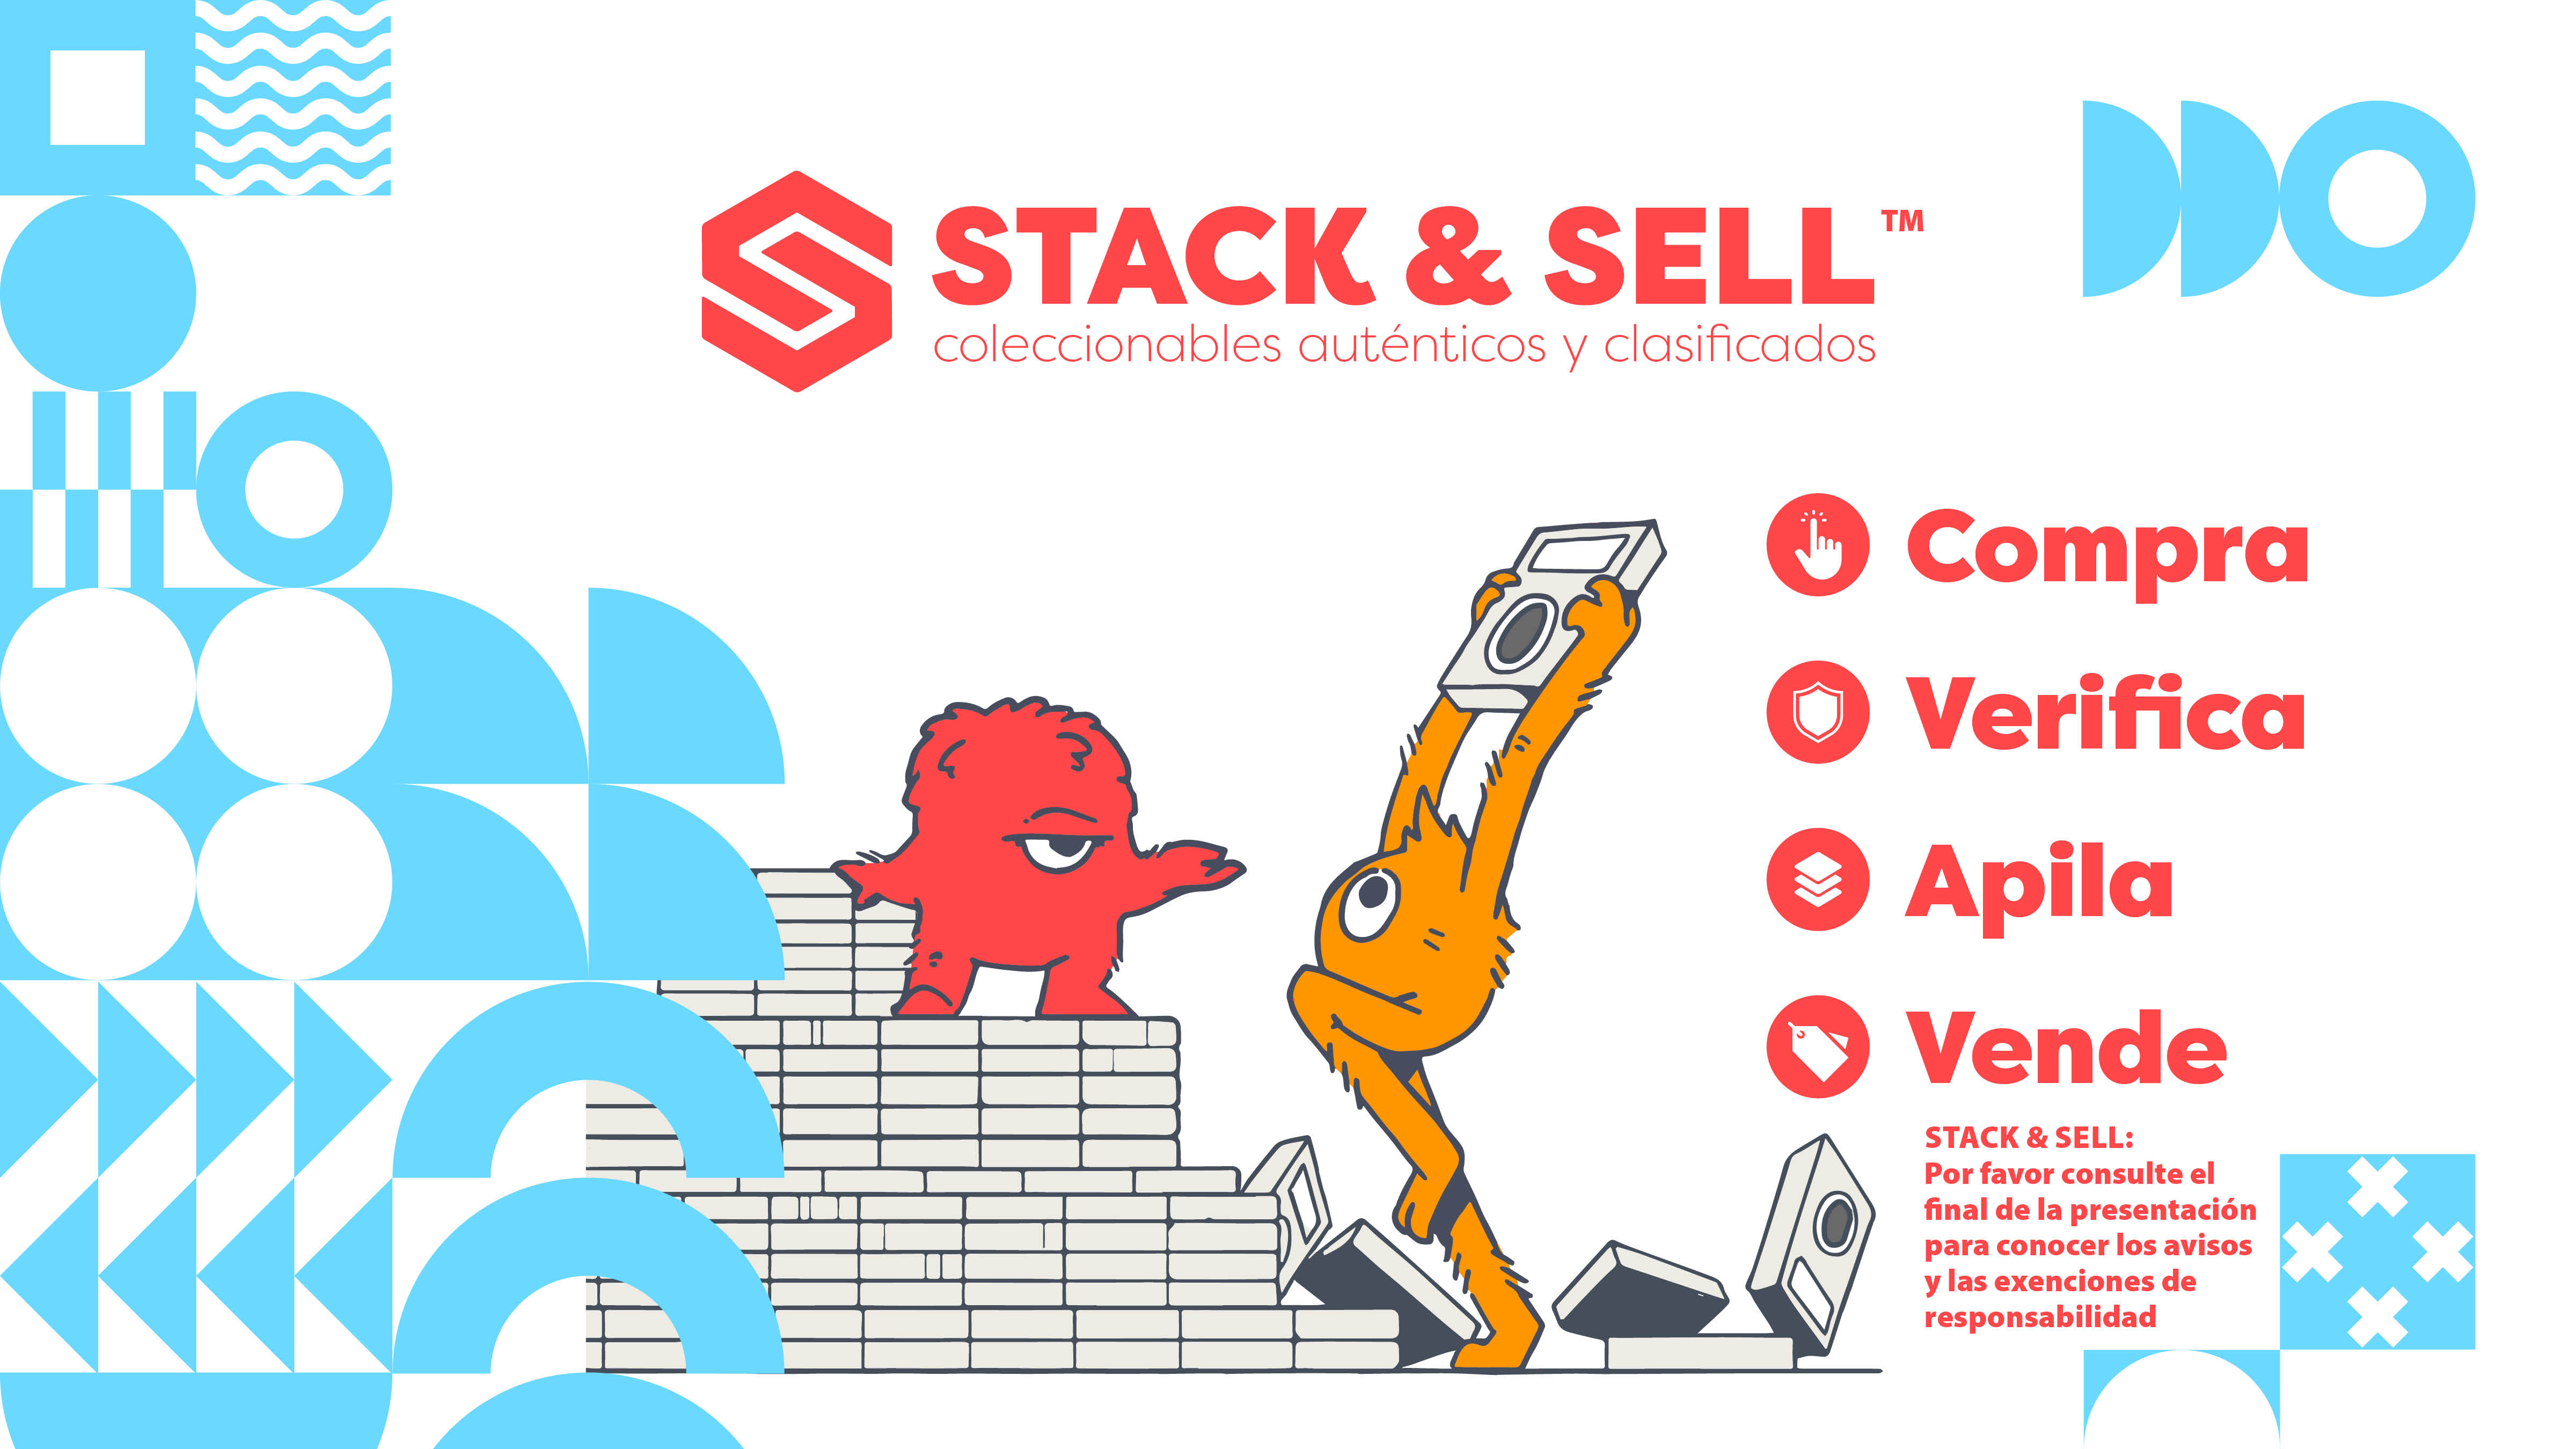 STACK & SELL™
coleccionables auténticos y clasificados
Compra
Verifica
Apila
Vende
STACK & SELL:
Por favor consulte el
final de la presentación
para conocer los avisos
y las exenciones de
responsabilidad